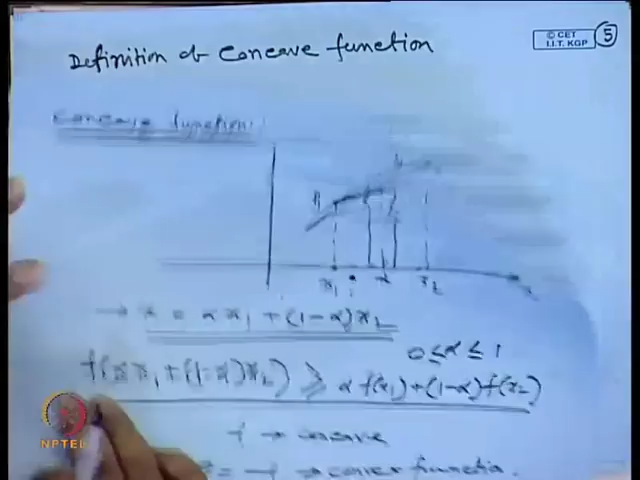 Definition of Concave function
© CET
I.I.T. KGP
5
Concave function:
x₁
x
x₂
→ x = αx₁ + (1-α)x₂
0 ≤ α ≤ 1
f(αx₁ + (1-α)x₂) ≥ α f(x₁) + (1-α) f(x₂)
f → concave
= -f → convex function.
NPTEL